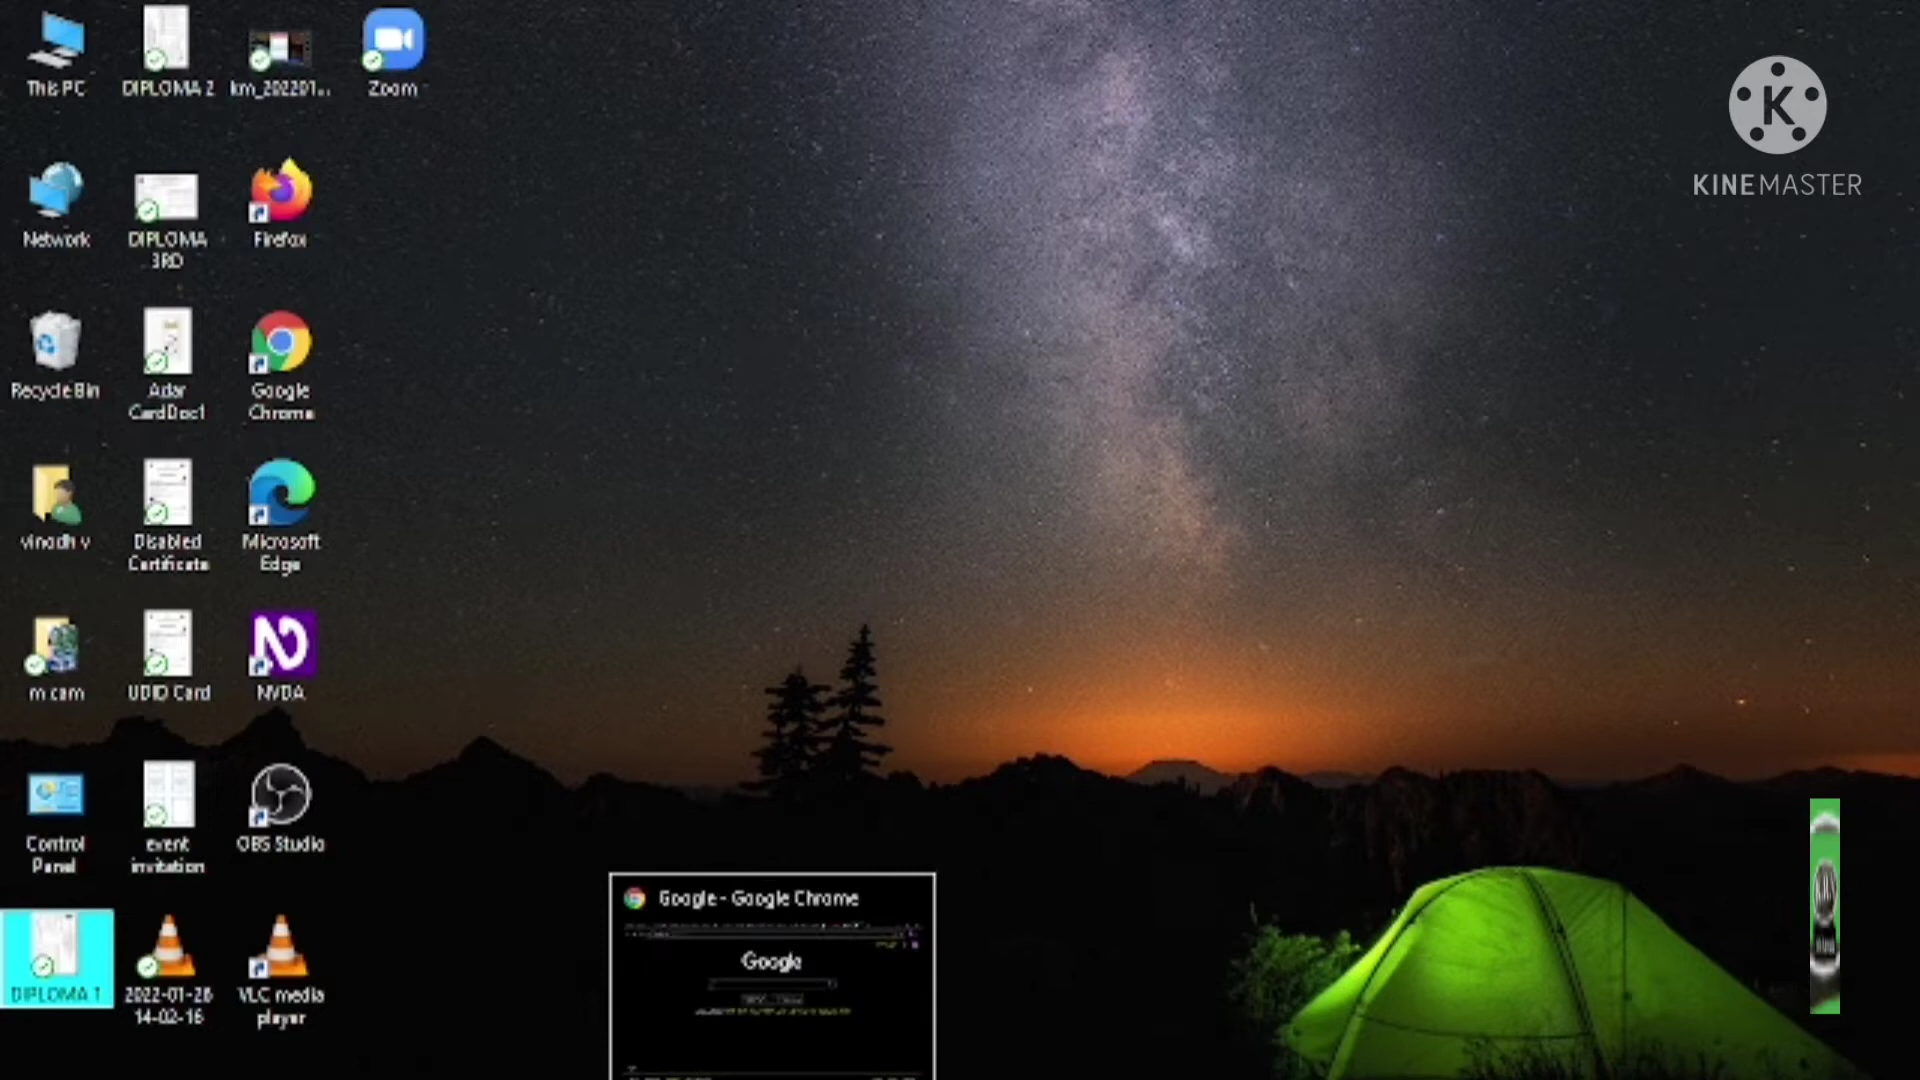 This PC
DIPLOMA 2
km_202201...
Zoom
KINEMASTER
Network
DIPLOMA
3RD
Firefox
Recycle Bin
Adar
CardDoc1
Google
Chrome
vinodh v
Disabled
Certificate
Microsoft
Edge
m cam
UDID Card
NVDA
Control
Panel
event
invitation
OBS Studio
DIPLOMA 1
2022-01-26
14-02-16
VLC media
player
Google - Google Chrome
Google